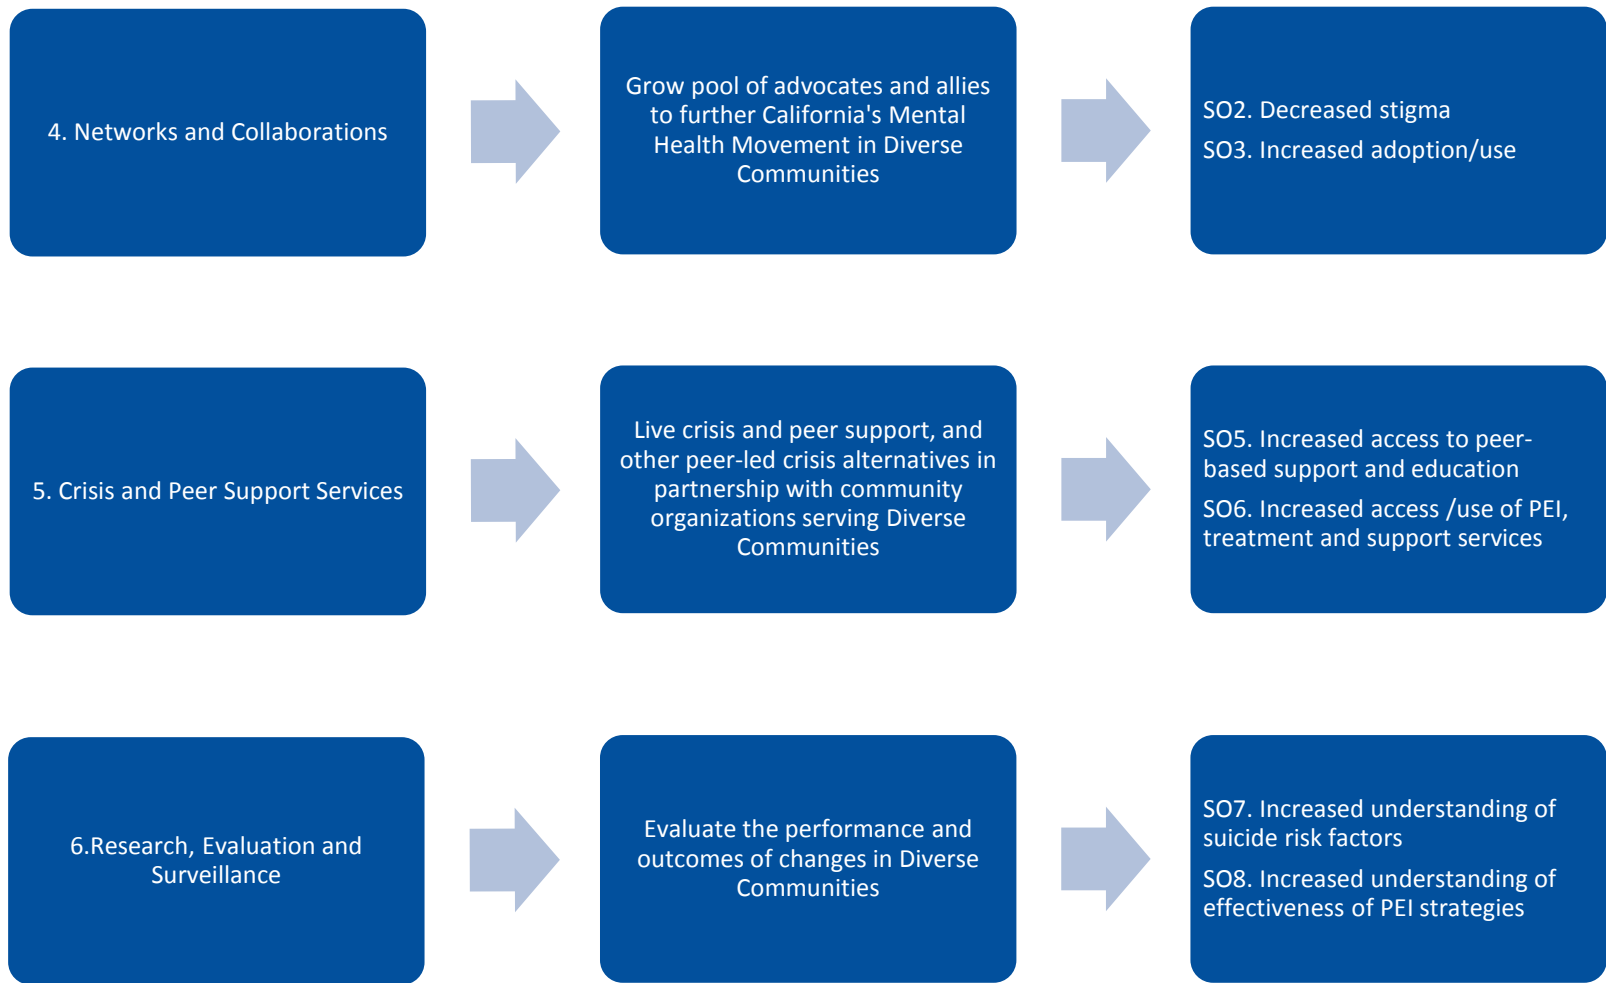 4. Networks and Collaborations
Grow pool of advocates and allies
to further California's Mental
Health Movement in Diverse
Communities
SO2. Decreased stigma
SO3. Increased adoption/use
5. Crisis and Peer Support Services
Live crisis and peer support, and
other peer-led crisis alternatives in
partnership with community
organizations serving Diverse
Communities
SO5. Increased access to peer-
based support and education
SO6. Increased access /use of PEI,
treatment and support services
6.Research, Evaluation and
Surveillance
Evaluate the performance and
outcomes of changes in Diverse
Communities
SO7. Increased understanding of
suicide risk factors
SO8. Increased understanding of
effectiveness of PEI strategies